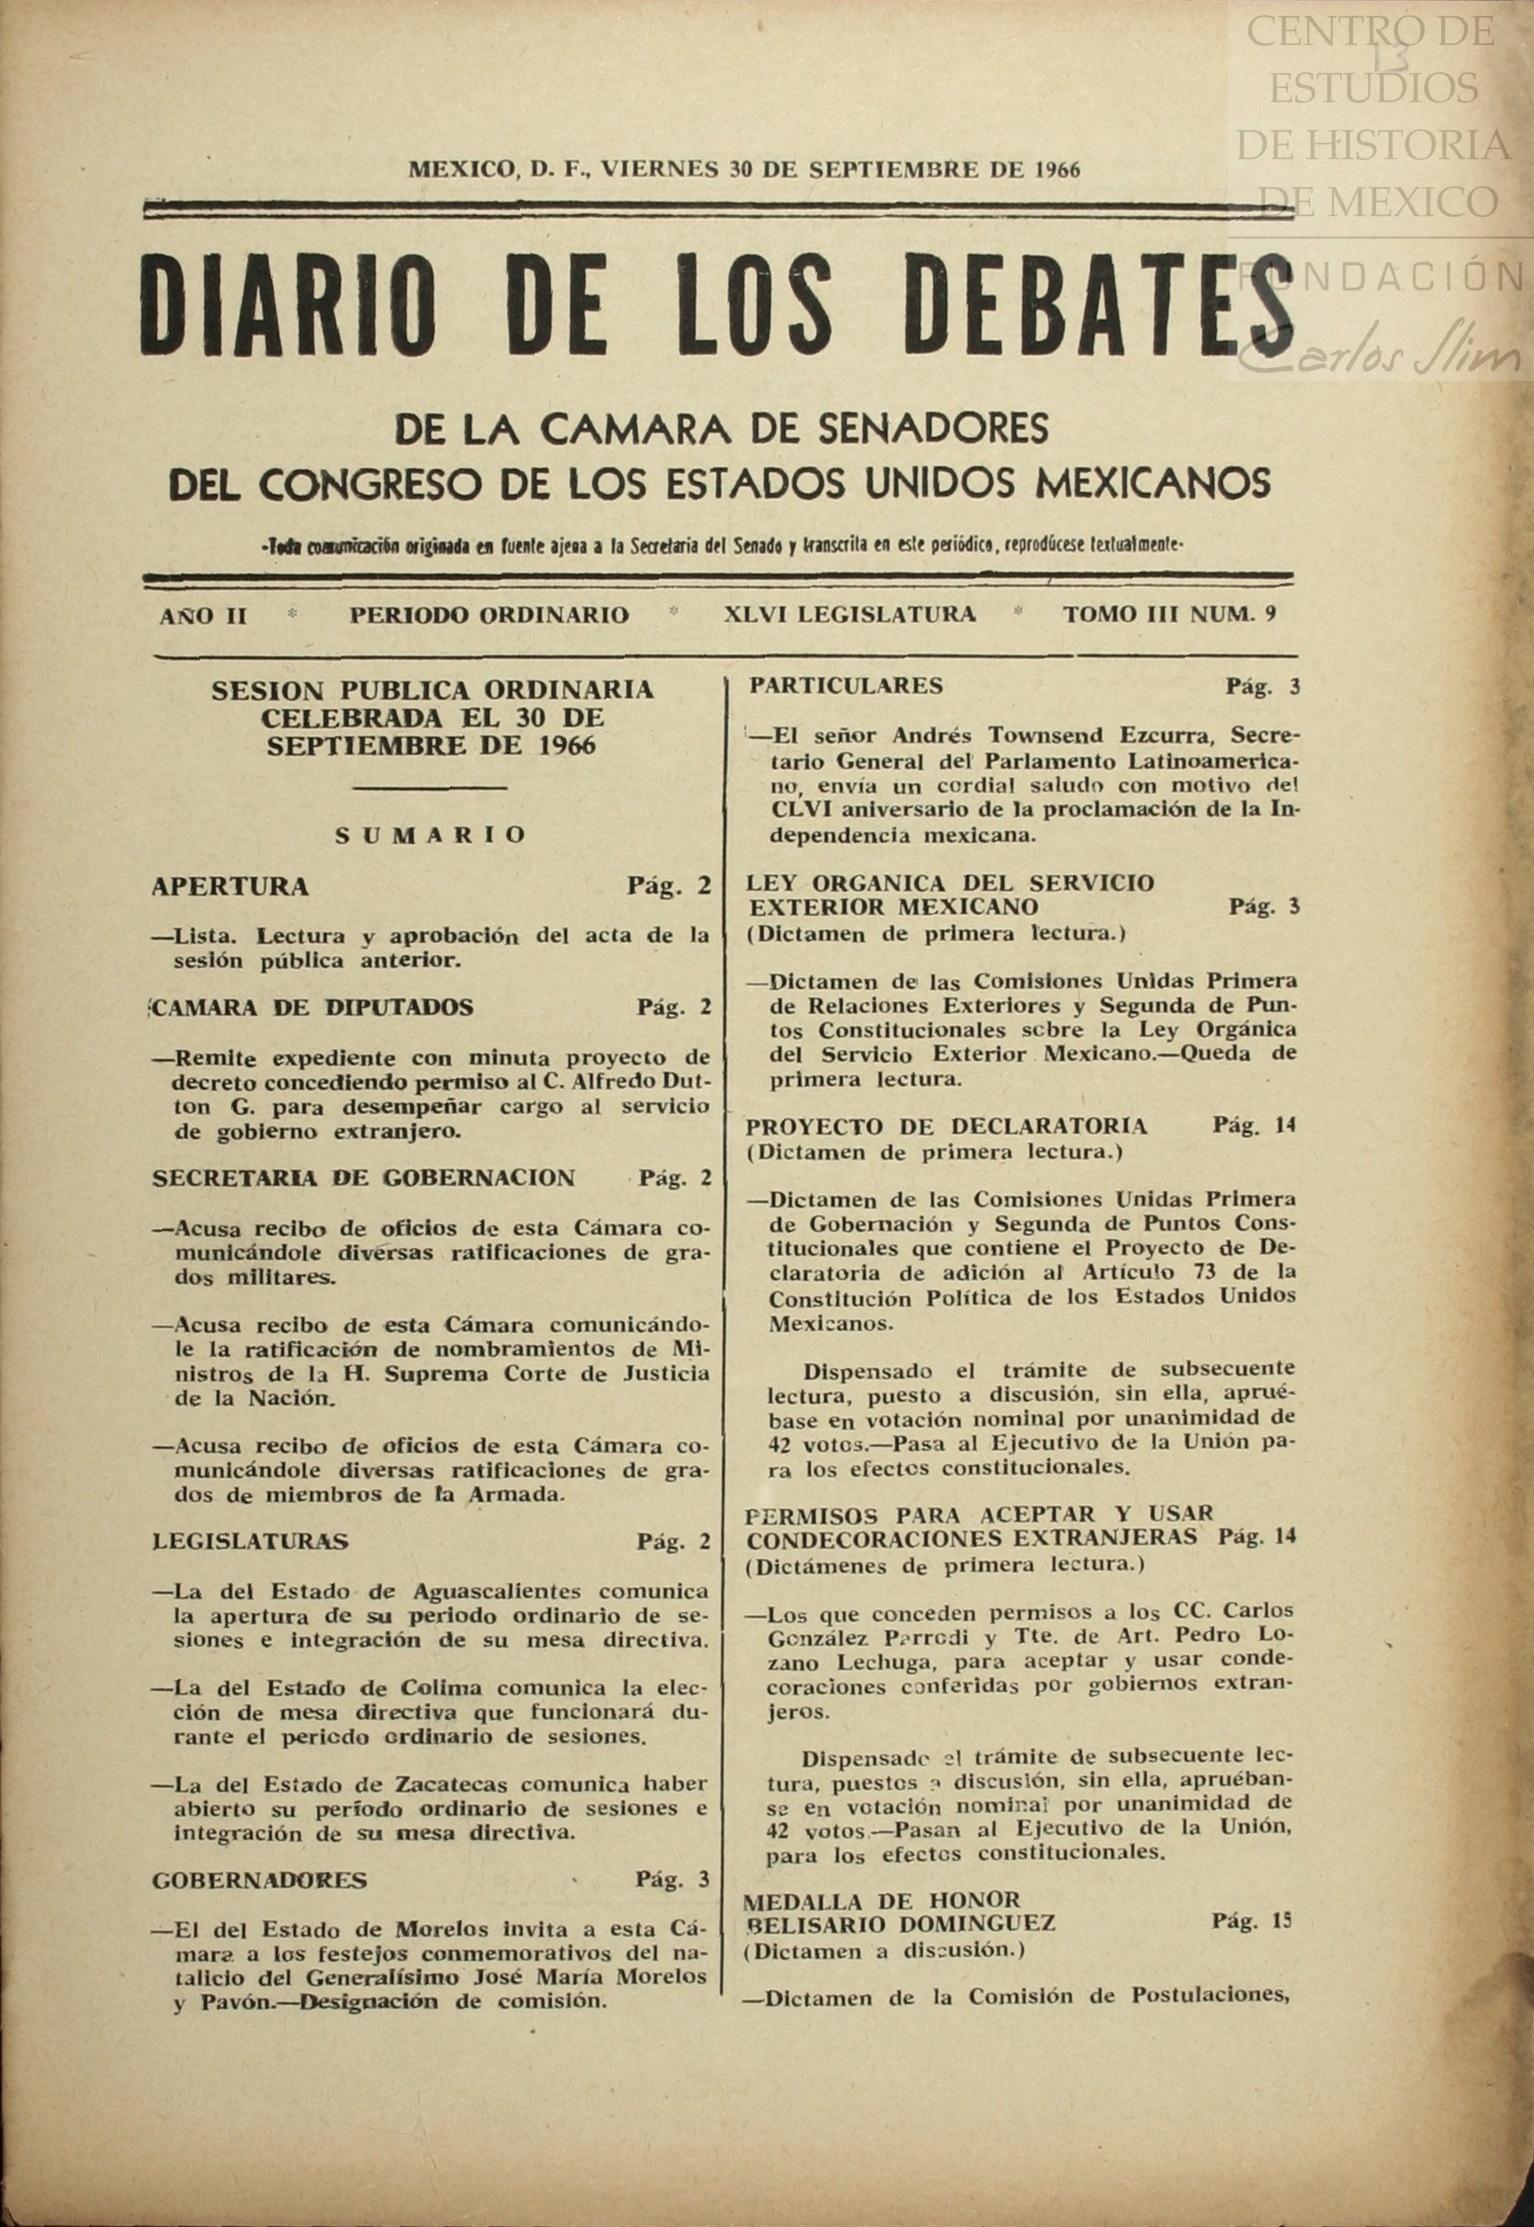 CENTRO DE
ESTUDIOS
DE HISTORIA
DE MEXICO
FUNDACIÓN
Carlos Slim
13
MEXICO, D. F., VIERNES 30 DE SEPTIEMBRE DE 1966
DIARIO DE LOS DEBATES
DE LA CAMARA DE SENADORES
DEL CONGRESO DE LOS ESTADOS UNIDOS MEXICANOS
-Toda comunicación originada en fuente ajena a la Secretaria del Senado y transcrita en este periódico, reprodúcese textualmente-
AÑO II * PERIODO ORDINARIO * XLVI LEGISLATURA * TOMO III NUM. 9
SESION PUBLICA ORDINARIA
CELEBRADA EL 30 DE
SEPTIEMBRE DE 1966
SUMARIO
APERTURA Pág. 2
—Lista. Lectura y aprobación del acta de la
sesión pública anterior.
CAMARA DE DIPUTADOS Pág. 2
—Remite expediente con minuta proyecto de
decreto concediendo permiso al C. Alfredo Dut-
ton G. para desempeñar cargo al servicio
de gobierno extranjero.
SECRETARIA DE GOBERNACION Pág. 2
—Acusa recibo de oficios de esta Cámara co-
municándole diversas ratificaciones de gra-
dos militares.
—Acusa recibo de esta Cámara comunicándo-
le la ratificación de nombramientos de Mi-
nistros de la H. Suprema Corte de Justicia
de la Nación.
—Acusa recibo de oficios de esta Cámara co-
municándole diversas ratificaciones de gra-
dos de miembros de la Armada.
LEGISLATURAS Pág. 2
—La del Estado de Aguascalientes comunica
la apertura de su periodo ordinario de se-
siones e integración de su mesa directiva.
—La del Estado de Colima comunica la elec-
ción de mesa directiva que funcionará du-
rante el periodo ordinario de sesiones.
—La del Estado de Zacatecas comunica haber
abierto su período ordinario de sesiones e
integración de su mesa directiva.
GOBERNADORES Pág. 3
—El del Estado de Morelos invita a esta Cá-
mara a los festejos conmemorativos del na-
talicio del Generalísimo José María Morelos
y Pavón.—Designación de comisión.
PARTICULARES Pág. 3
—El señor Andrés Townsend Ezcurra, Secre-
tario General del Parlamento Latinoamerica-
no, envía un cordial saludo con motivo del
CLVI aniversario de la proclamación de la In-
dependencia mexicana.
LEY ORGANICA DEL SERVICIO
EXTERIOR MEXICANO Pág. 3
(Dictamen de primera lectura.)
—Dictamen de las Comisiones Unidas Primera
de Relaciones Exteriores y Segunda de Pun-
tos Constitucionales sobre la Ley Orgánica
del Servicio Exterior Mexicano.—Queda de
primera lectura.
PROYECTO DE DECLARATORIA Pág. 14
(Dictamen de primera lectura.)
—Dictamen de las Comisiones Unidas Primera
de Gobernación y Segunda de Puntos Cons-
titucionales que contiene el Proyecto de De-
claratoria de adición al Artículo 73 de la
Constitución Política de los Estados Unidos
Mexicanos.
Dispensado el trámite de subsecuente
lectura, puesto a discusión, sin ella, aprué-
base en votación nominal por unanimidad de
42 votos.—Pasa al Ejecutivo de la Unión pa-
ra los efectos constitucionales.
PERMISOS PARA ACEPTAR Y USAR
CONDECORACIONES EXTRANJERAS Pág. 14
(Dictámenes de primera lectura.)
—Los que conceden permisos a los CC. Carlos
González Parrodi y Tte. de Art. Pedro Lo-
zano Lechuga, para aceptar y usar conde-
coraciones conferidas por gobiernos extran-
jeros.
Dispensado el trámite de subsecuente lec-
tura, puestos a discusión, sin ella, apruében-
se en votación nominal por unanimidad de
42 votos.—Pasan al Ejecutivo de la Unión,
para los efectos constitucionales.
MEDALLA DE HONOR
BELISARIO DOMINGUEZ Pág. 15
(Dictamen a discusión.)
—Dictamen de la Comisión de Postulaciones,